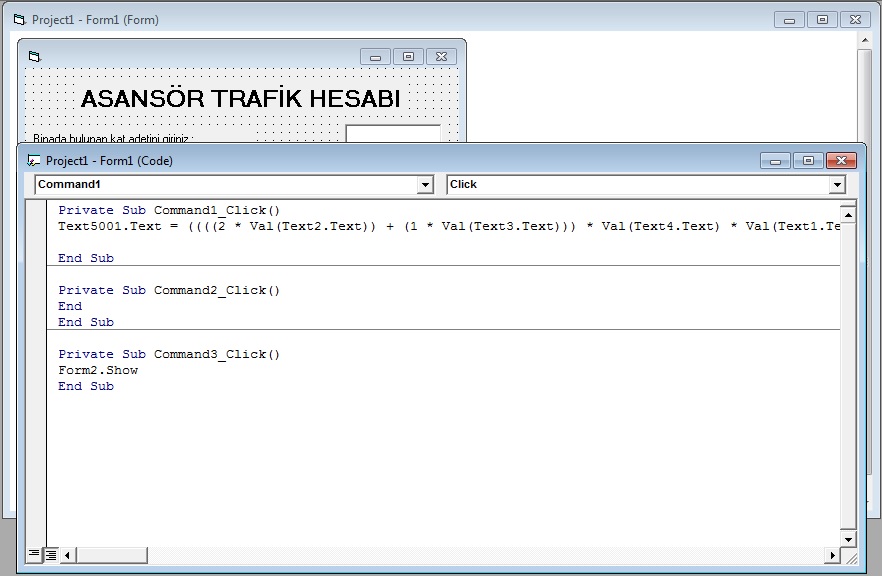 Project1 - Form1 (Form)
ASANSÖR TRAFİK HESABI
Binada bulunan kat adetini giriniz :
Project1 - Form1 (Code)
Command1
Click
Private Sub Command1_Click()
Text5001.Text = ((((2 * Val(Text2.Text)) + (1 * Val(Text3.Text))) * Val(Text4.Text) * Val(Text1.Te
End Sub
Private Sub Command2_Click()
End
End Sub
Private Sub Command3_Click()
Form2.Show
End Sub